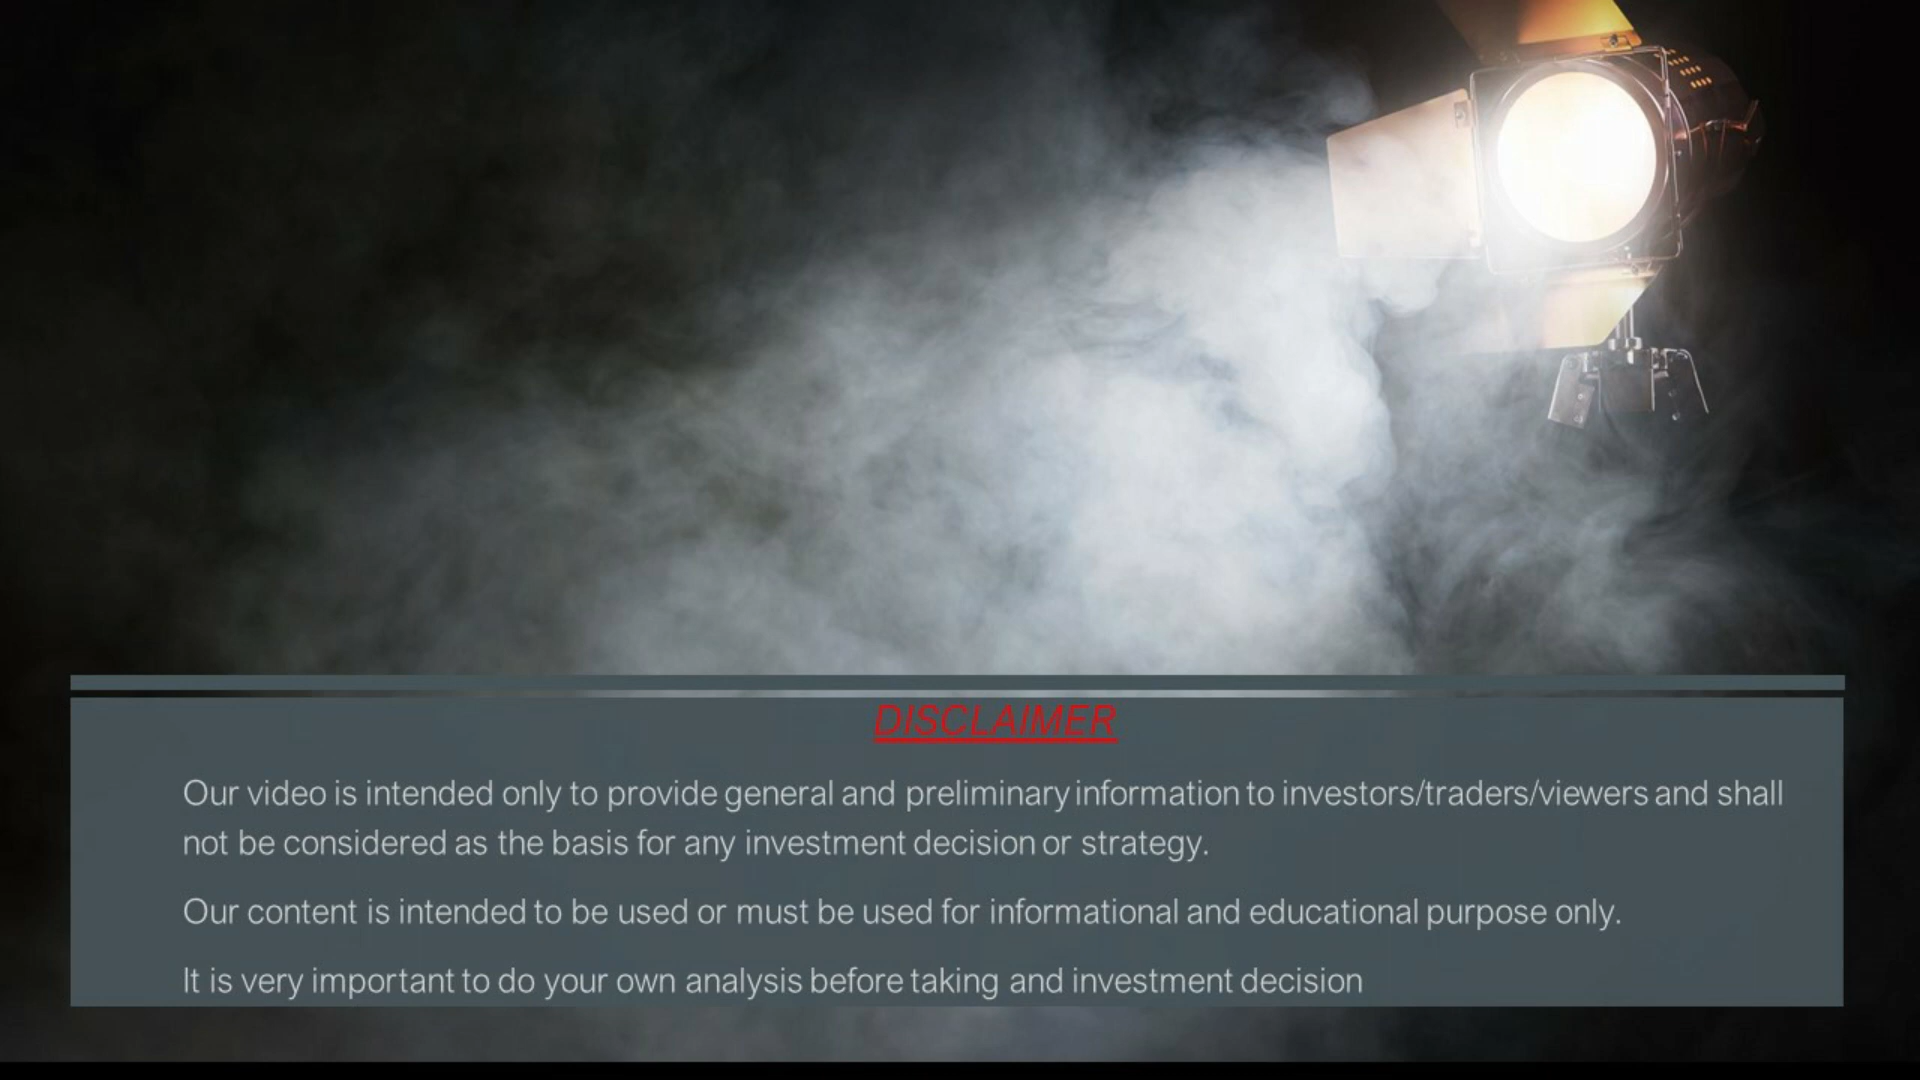 DISCLAIMER
Our video is intended only to provide general and preliminary information to investors/traders/viewers and shall
not be considered as the basis for any investment decision or strategy.
Our content is intended to be used or must be used for informational and educational purpose only.
It is very important to do your own analysis before taking and investment decision